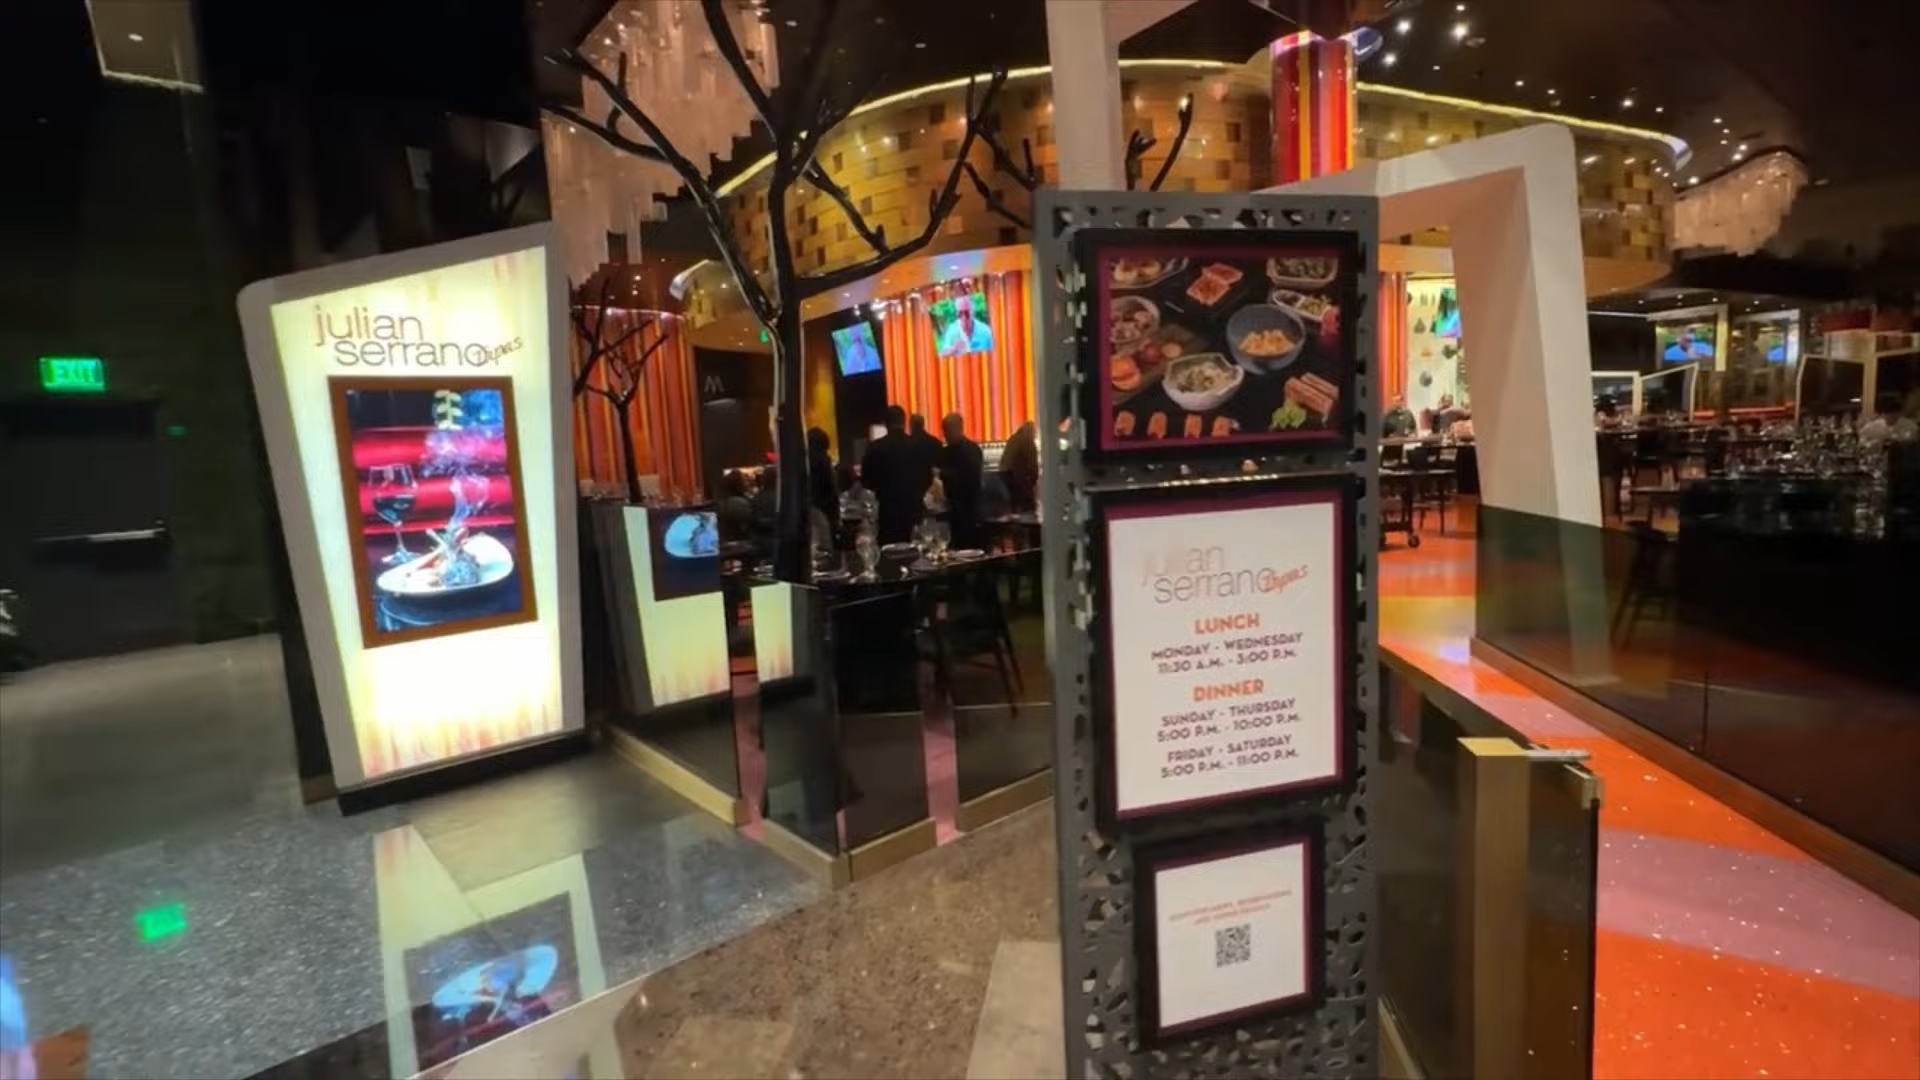 EXIT
julian
serrano tapas
julian
serrano tapas
LUNCH
MONDAY - WEDNESDAY
11:30 A.M. - 3:00 P.M.
DINNER
SUNDAY - THURSDAY
5:00 P.M. - 10:00 P.M.
FRIDAY - SATURDAY
5:00 P.M. - 11:00 P.M.